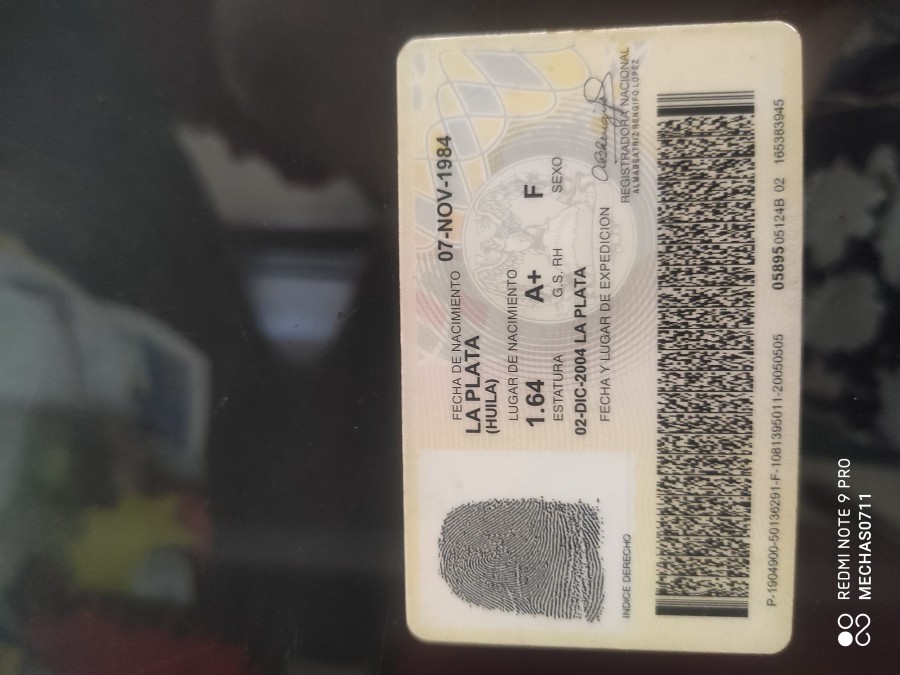 FECHA DE NACIMIENTO 07-NOV-1984
LA PLATA
(HUILA)
LUGAR DE NACIMIENTO
1.64 A+ F
ESTATURA G.S. RH SEXO
02-DIC-2004 LA PLATA
FECHA Y LUGAR DE EXPEDICION
INDICE DERECHO
REGISTRADORA NACIONAL
ALMABEATRIZ RENGIFO LOPEZ
P-1904900-50136291-F-1081395011-20050505 0589505124B 02 165383945
REDMI NOTE 9 PRO
MECHAS0711